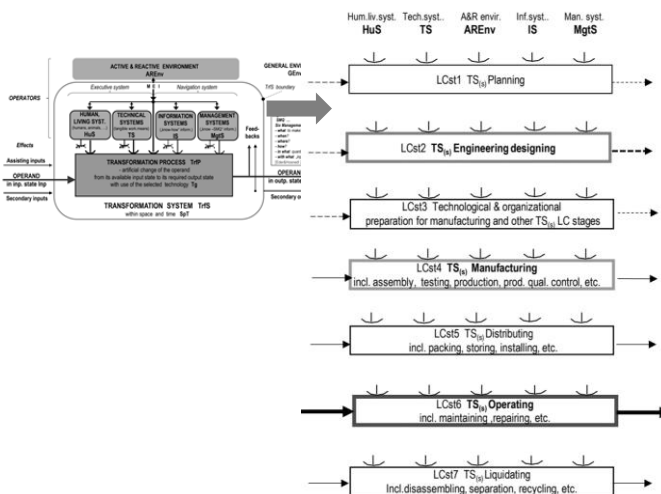 ACTIVE & REACTIVE ENVIRONMENT
AREnv
GENERAL ENVI
GEnv
Executive system
M R I
Navigation system
TrfS boundary
OPERATORS
HUMAN,
LIVING SYST.
(humans, animals, ...)
HuS
TECHNICAL
SYSTEMS
(tangible work means)
TS
INFORMATION
SYSTEMS
IS
MANAGEMENT
SYSTEMS
MgtS
Feed-
backs
Effects
Assisting inputs
TRANSFORMATION PROCESS TrfP
- artificial change of the operand
from its available input state to its required output state
with use of the selected technology Tg
OPERAND
in inp. state Inp
OPERAN
in outp. state
Secondary inputs
Secondary o
TRANSFORMATION SYSTEM TrfS
within space and time SpT
Hum.liv. syst.
HuS
Tech.syst..
TS
A&R envir.
AREnv
Inf.syst..
IS
Man. syst.
MgtS
LCst1 TS(s) Planning
LCst2 TS(s) Engineering designing
LCst3 Technological & organizational
preparation for manufacturing and other TS(s) LC stages
LCst4 TS(s) Manufacturing
incl. assembly, testing, production, prod. qual. control, etc.
LCst5 TS(s) Distributing
incl. packing, storing, installing, etc.
LCst6 TS(s) Operating
incl. maintaining ,repairing, etc.
LCst7 TS(s) Liquidating
Incl.disassembling, separation, recycling, etc.